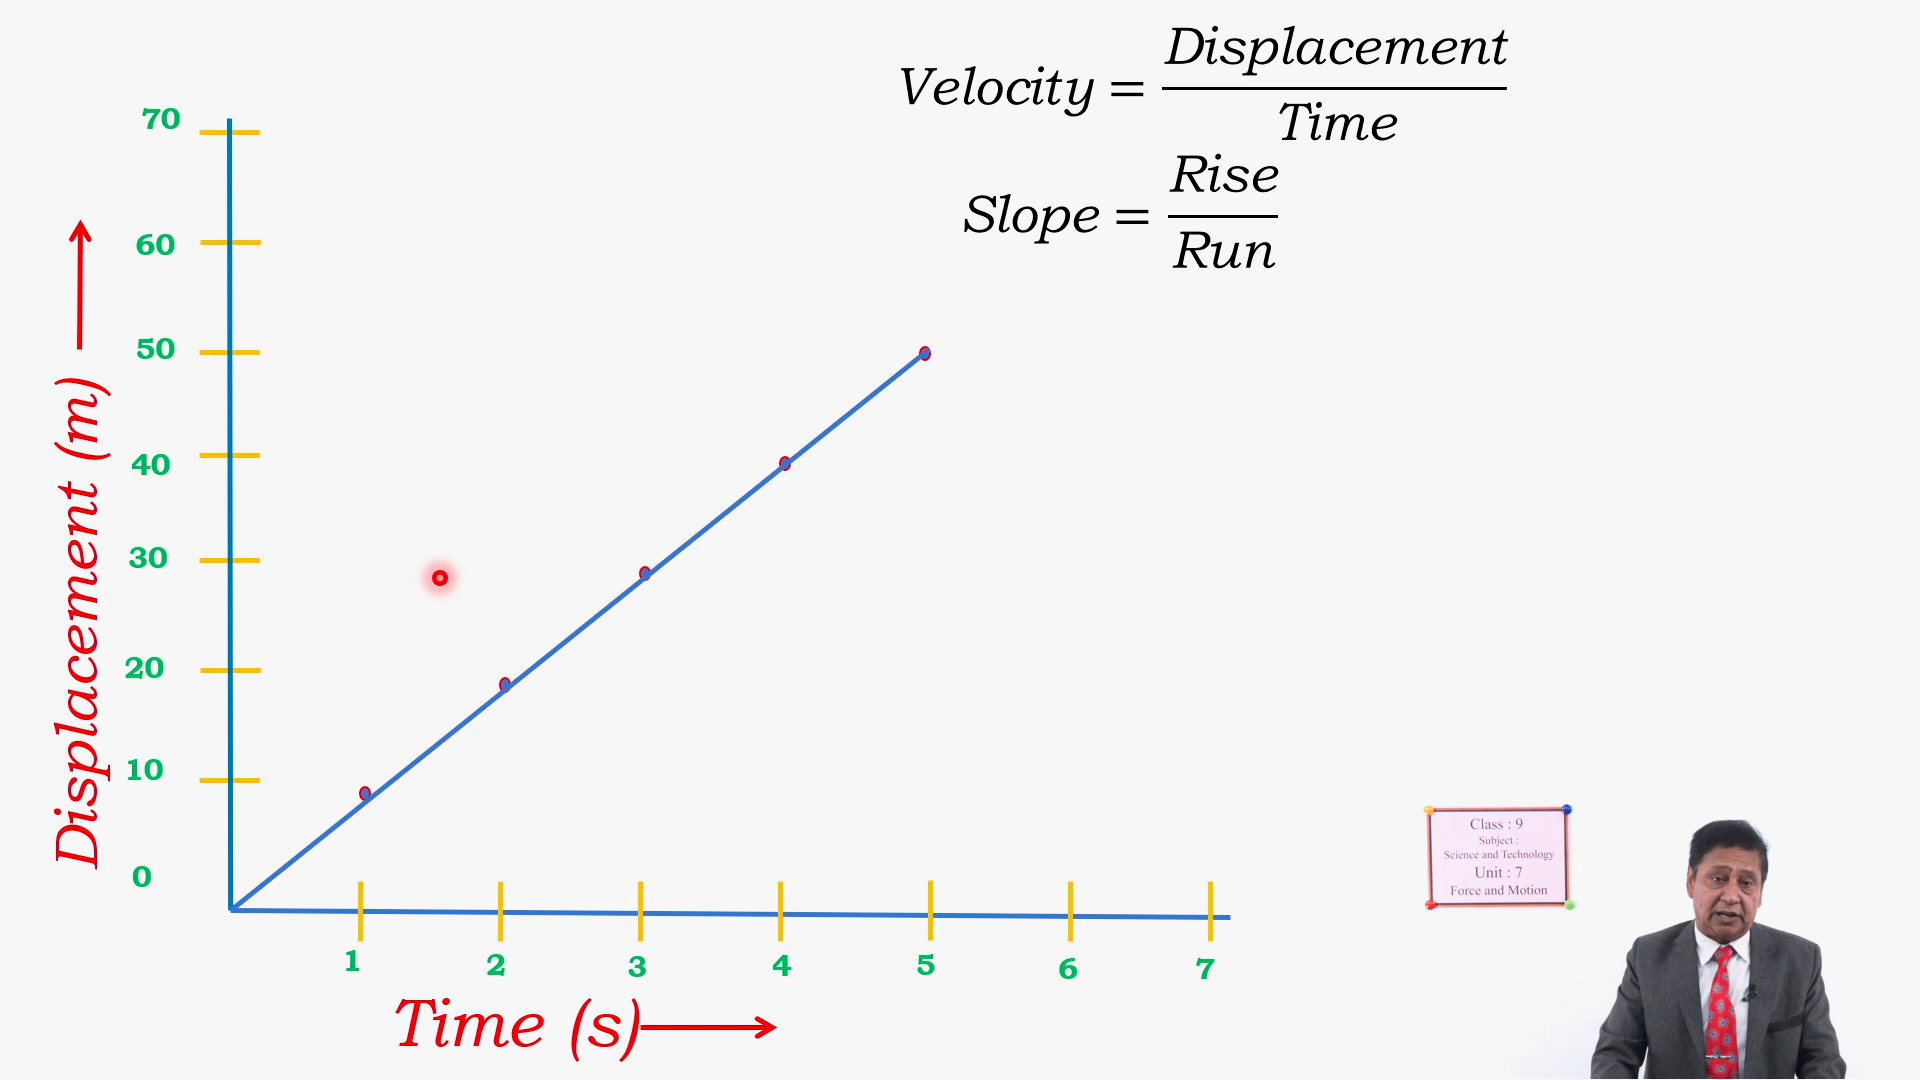 Velocity = Displacement / Time
Slope = Rise / Run
Displacement (m)
70
60
50
40
30
20
10
0
1 2 3 4 5 6 7
Time (s)
Class : 9
Subject :
Science and Technology
Unit : 7
Force and Motion